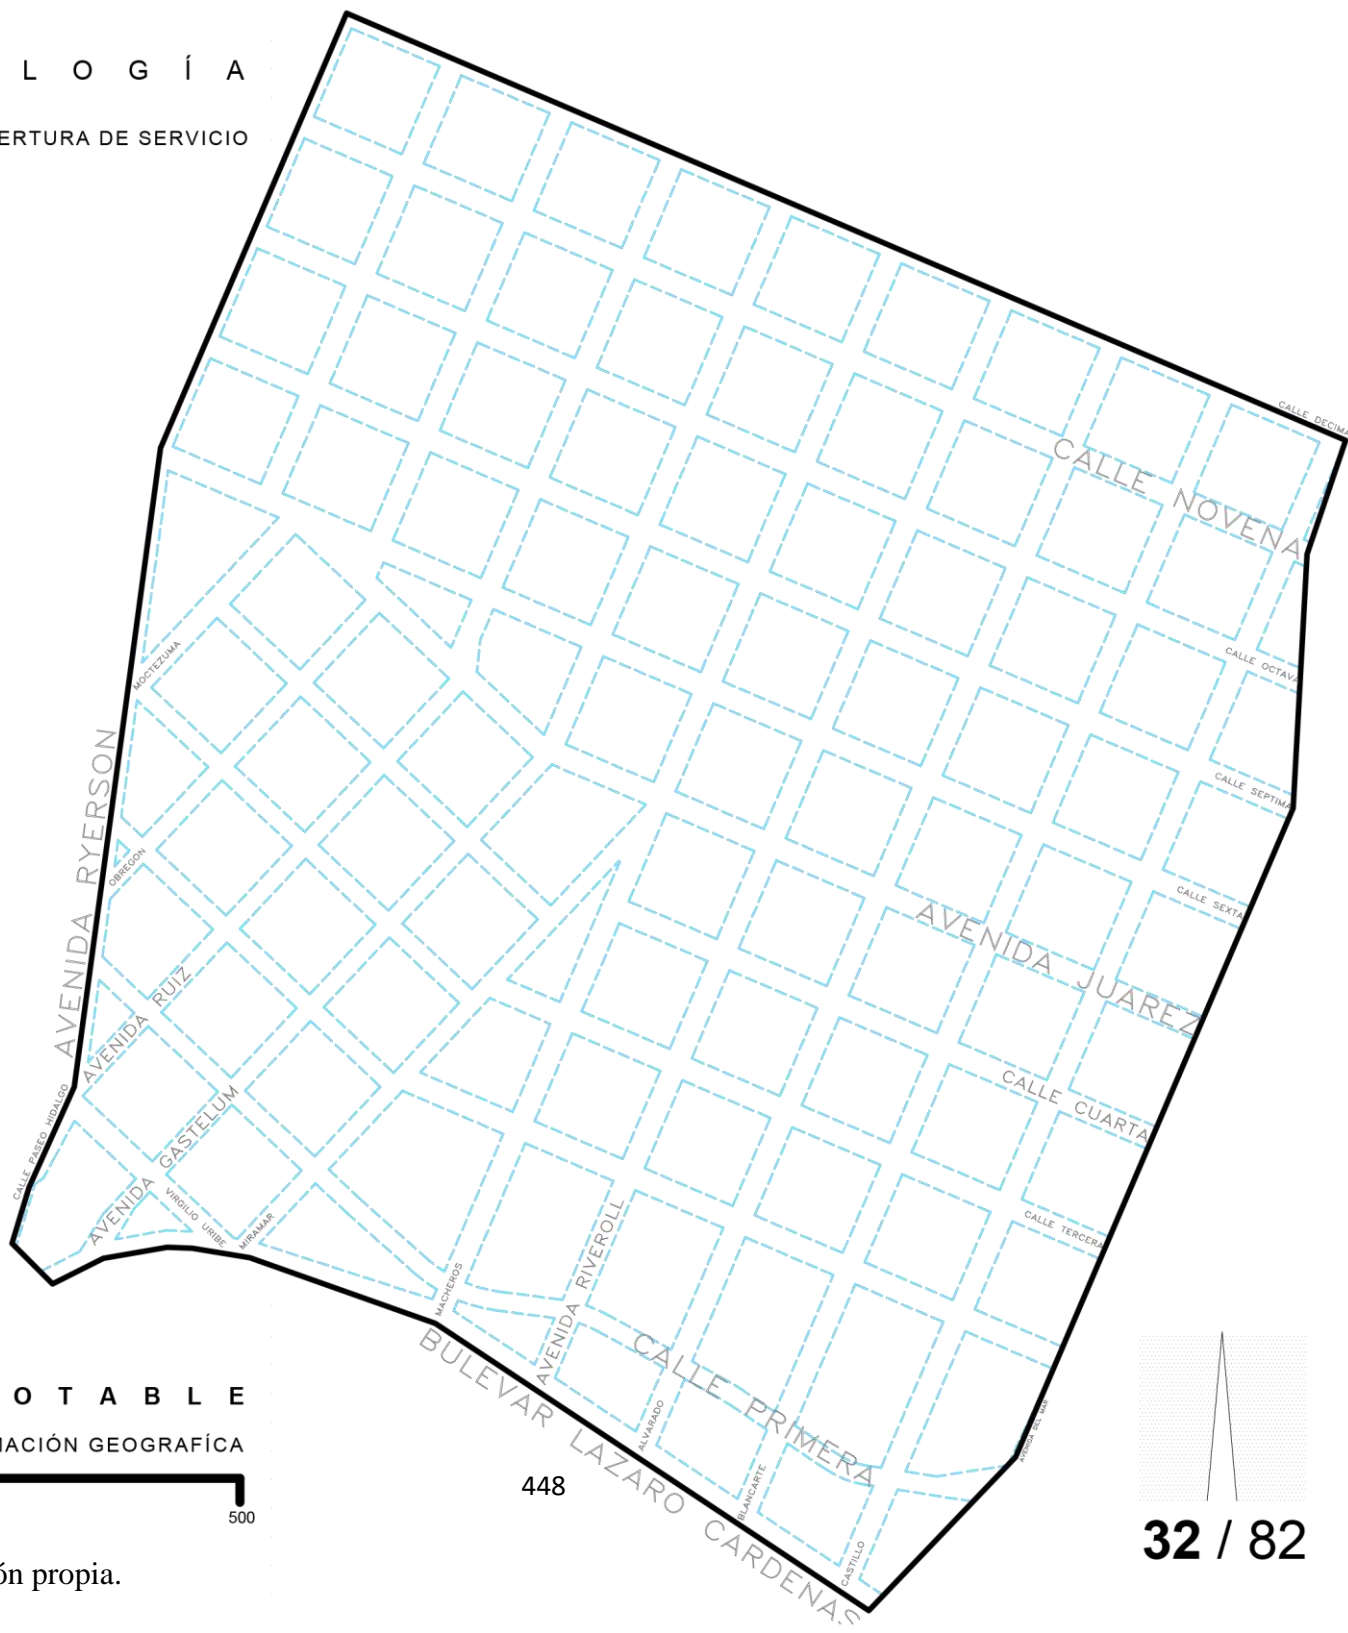 L O G Í A
ERTURA DE SERVICIO
CALLE DECIMA
CALLE NOVENA
CALLE OCTAVA
CALLE SEPTIMA
CALLE SEXTA
AVENIDA JUAREZ
CALLE CUARTA
CALLE TERCERA
MOCTEZUMA
AVENIDA RYERSON
OBREGON
AVENIDA RUIZ
CALLE PASEO HIDALGO
AVENIDA GASTELUM
VIRGILIO URIBE
MIRAMAR
MACHEROS
AVENIDA RIVEROLL
CALLE PRIMERA
BULEVAR LAZARO CARDENAS
ALVARADO
BLANCARTE
CASTILLO
AVENIDA DEL MAR
O T A B L E
MACIÓN GEOGRAFÍCA
500
448
32 / 82
ón propia.